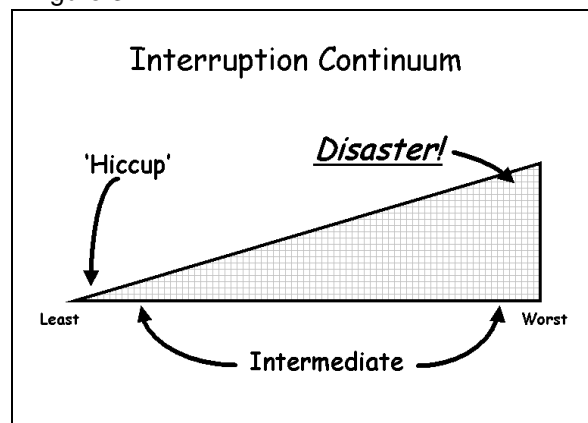 Interruption Continuum
'Hiccup'
Disaster!
Least
Worst
Intermediate